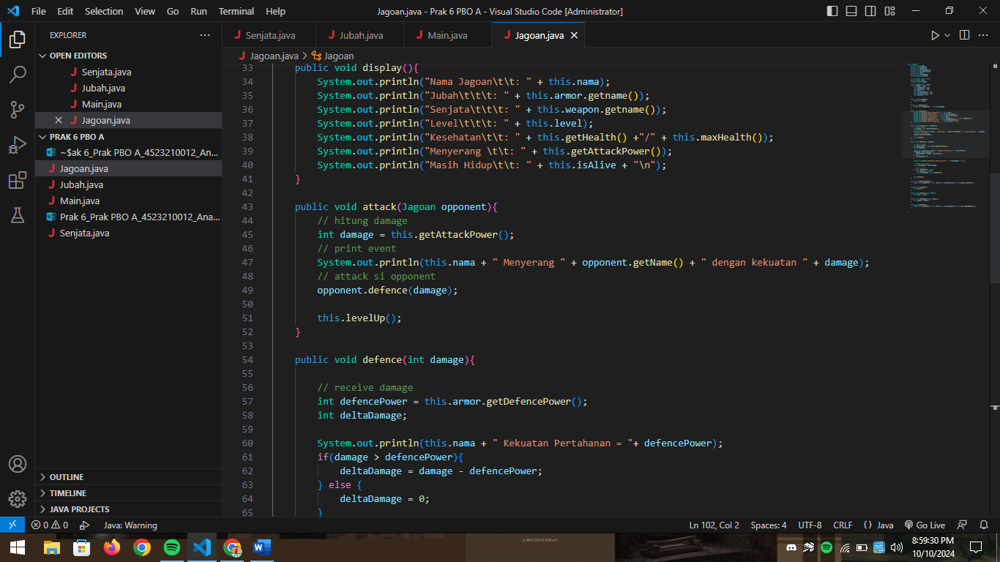 File Edit Selection View Go Run Terminal Help Jagoan.java - Prak 6 PBO A - Visual Studio Code [Administrator]
EXPLORER ...
Senjata.java Jubah.java Main.java Jagoan.java
OPEN EDITORS
Senjata.java
Jubah.java
Main.java
Jagoan.java
PRAK 6 PBO A
~$ak 6_Prak PBO A_4523210012_An...
Jagoan.java
Jubah.java
Main.java
Prak 6_Prak PBO A_4523210012_Ana...
Senjata.java
OUTLINE
TIMELINE
JAVA PROJECTS
Jagoan.java > Jagoan
33 public void display(){
34 System.out.println("Nama Jagoan\t\t: " + this.nama);
35 System.out.println("Jubah\t\t\t: " + this.armor.getname());
36 System.out.println("Senjata\t\t\t: " + this.weapon.getname());
37 System.out.println("Level\t\t\t: " + this.level);
38 System.out.println("Kesehatan\t\t: " + this.getHealth() +"/" + this.maxHealth());
39 System.out.println("Menyerang \t\t: " + this.getAttackPower());
40 System.out.println("Masih Hidup\t\t: " + this.isAlive + "\n");
41 }
42
43 public void attack(Jagoan opponent){
44 // hitung damage
45 int damage = this.getAttackPower();
46 // print event
47 System.out.println(this.nama + " Menyerang " + opponent.getName() + " dengan kekuatan " + damage);
48 // attack si opponent
49 opponent.defence(damage);
50
51 this.levelUp();
52 }
53
54 public void defence(int damage){
55
56 // receive damage
57 int defencePower = this.armor.getDefencePower();
58 int deltaDamage;
59
60 System.out.println(this.nama + " Kekuatan Pertahanan = "+ defencePower);
61 if(damage > defencePower){
62 deltaDamage = damage - defencePower;
63 } else {
64 deltaDamage = 0;
65 }
0 0 Java: Warning Ln 102, Col 2 Spaces: 4 UTF-8 CRLF {} Java Go Live
@WETHEURBAN
8:59:30 PM
10/10/2024